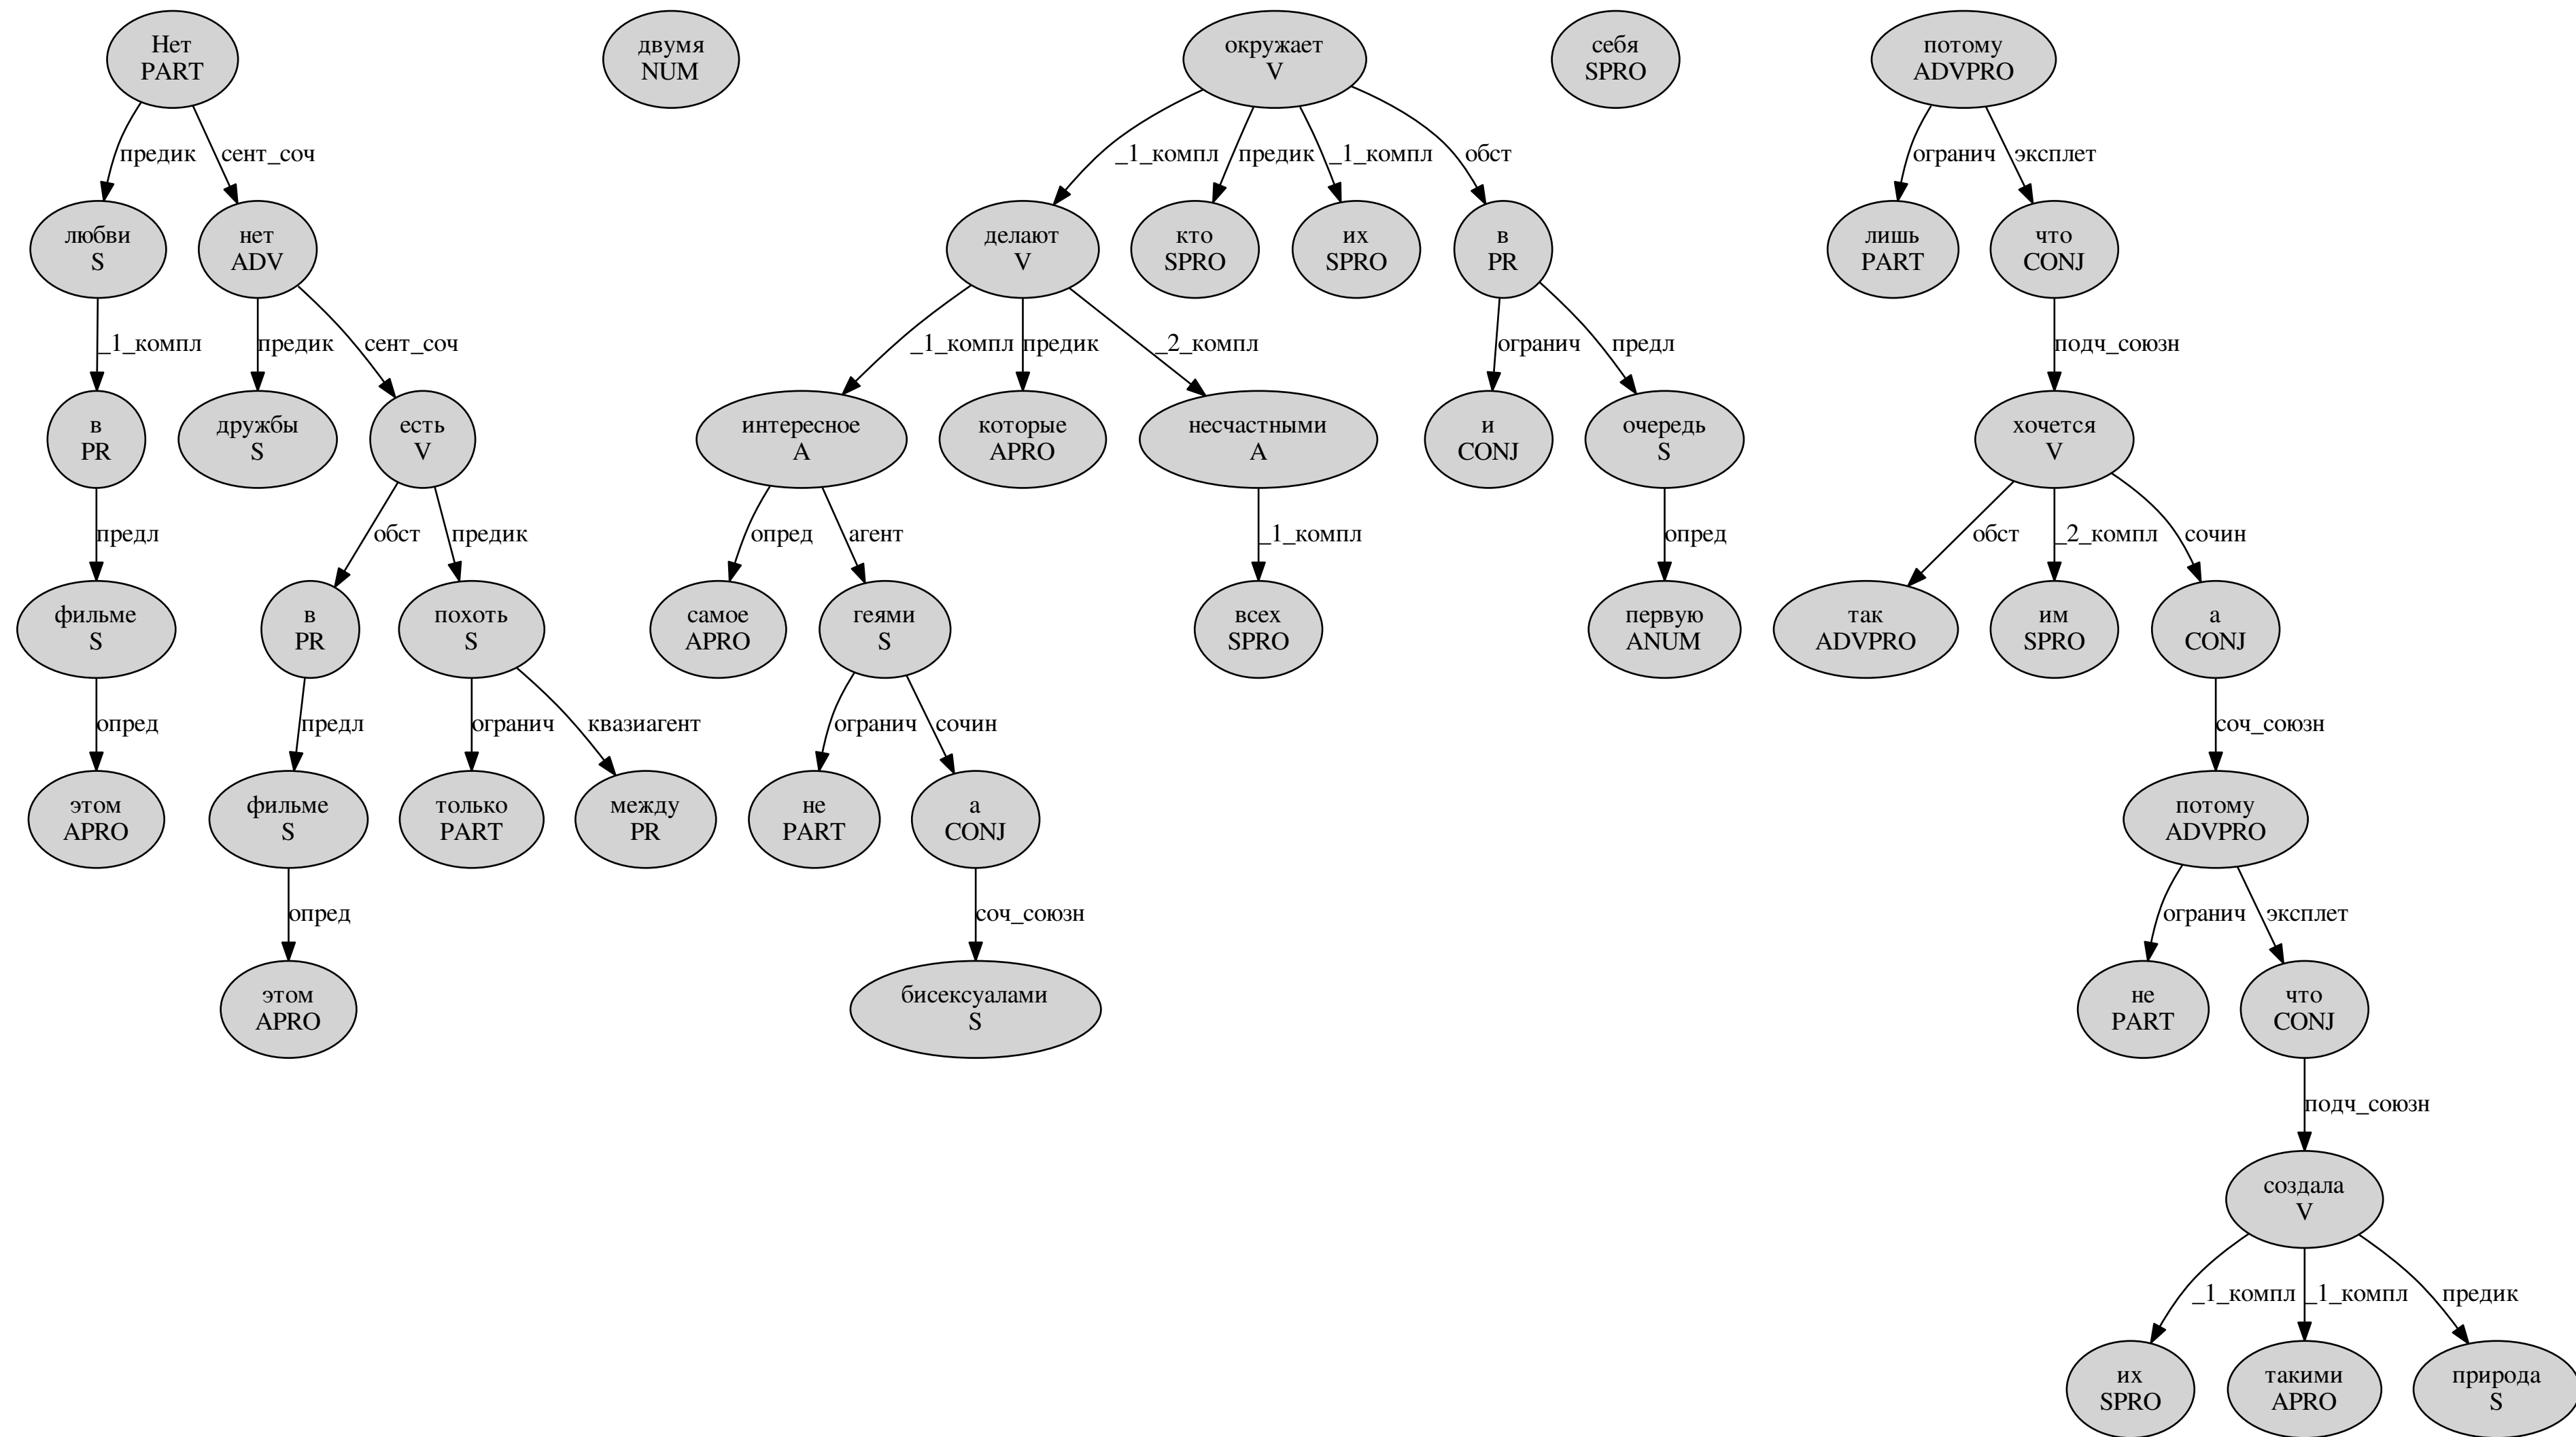 Нет
PART
двумя
NUM
окружает
V
себя
SPRO
потому
ADVPRO
предик
сент_соч
_1_компл
предик
_1_компл
обст
огранич
эксплет
любви
S
нет
ADV
делают
V
кто
SPRO
их
SPRO
в
PR
лишь
PART
что
CONJ
_1_компл
предик
сент_соч
_1_компл
предик
_2_компл
огранич
предл
подч_союзн
в
PR
дружбы
S
есть
V
интересное
A
которые
APRO
несчастными
A
и
CONJ
очередь
S
хочется
V
предл
обст
предик
опред
агент
_1_компл
опред
обст
_2_компл
сочин
фильме
S
в
PR
похоть
S
самое
APRO
геями
S
всех
SPRO
первую
ANUM
так
ADVPRO
им
SPRO
а
CONJ
опред
предл
огранич
квазиагент
огранич
сочин
соч_союзн
этом
APRO
фильме
S
только
PART
между
PR
не
PART
а
CONJ
потому
ADVPRO
опред
соч_союзн
огранич
эксплет
этом
APRO
бисексуалами
S
не
PART
что
CONJ
подч_союзн
создала
V
_1_компл
_1_компл
предик
их
SPRO
такими
APRO
природа
S